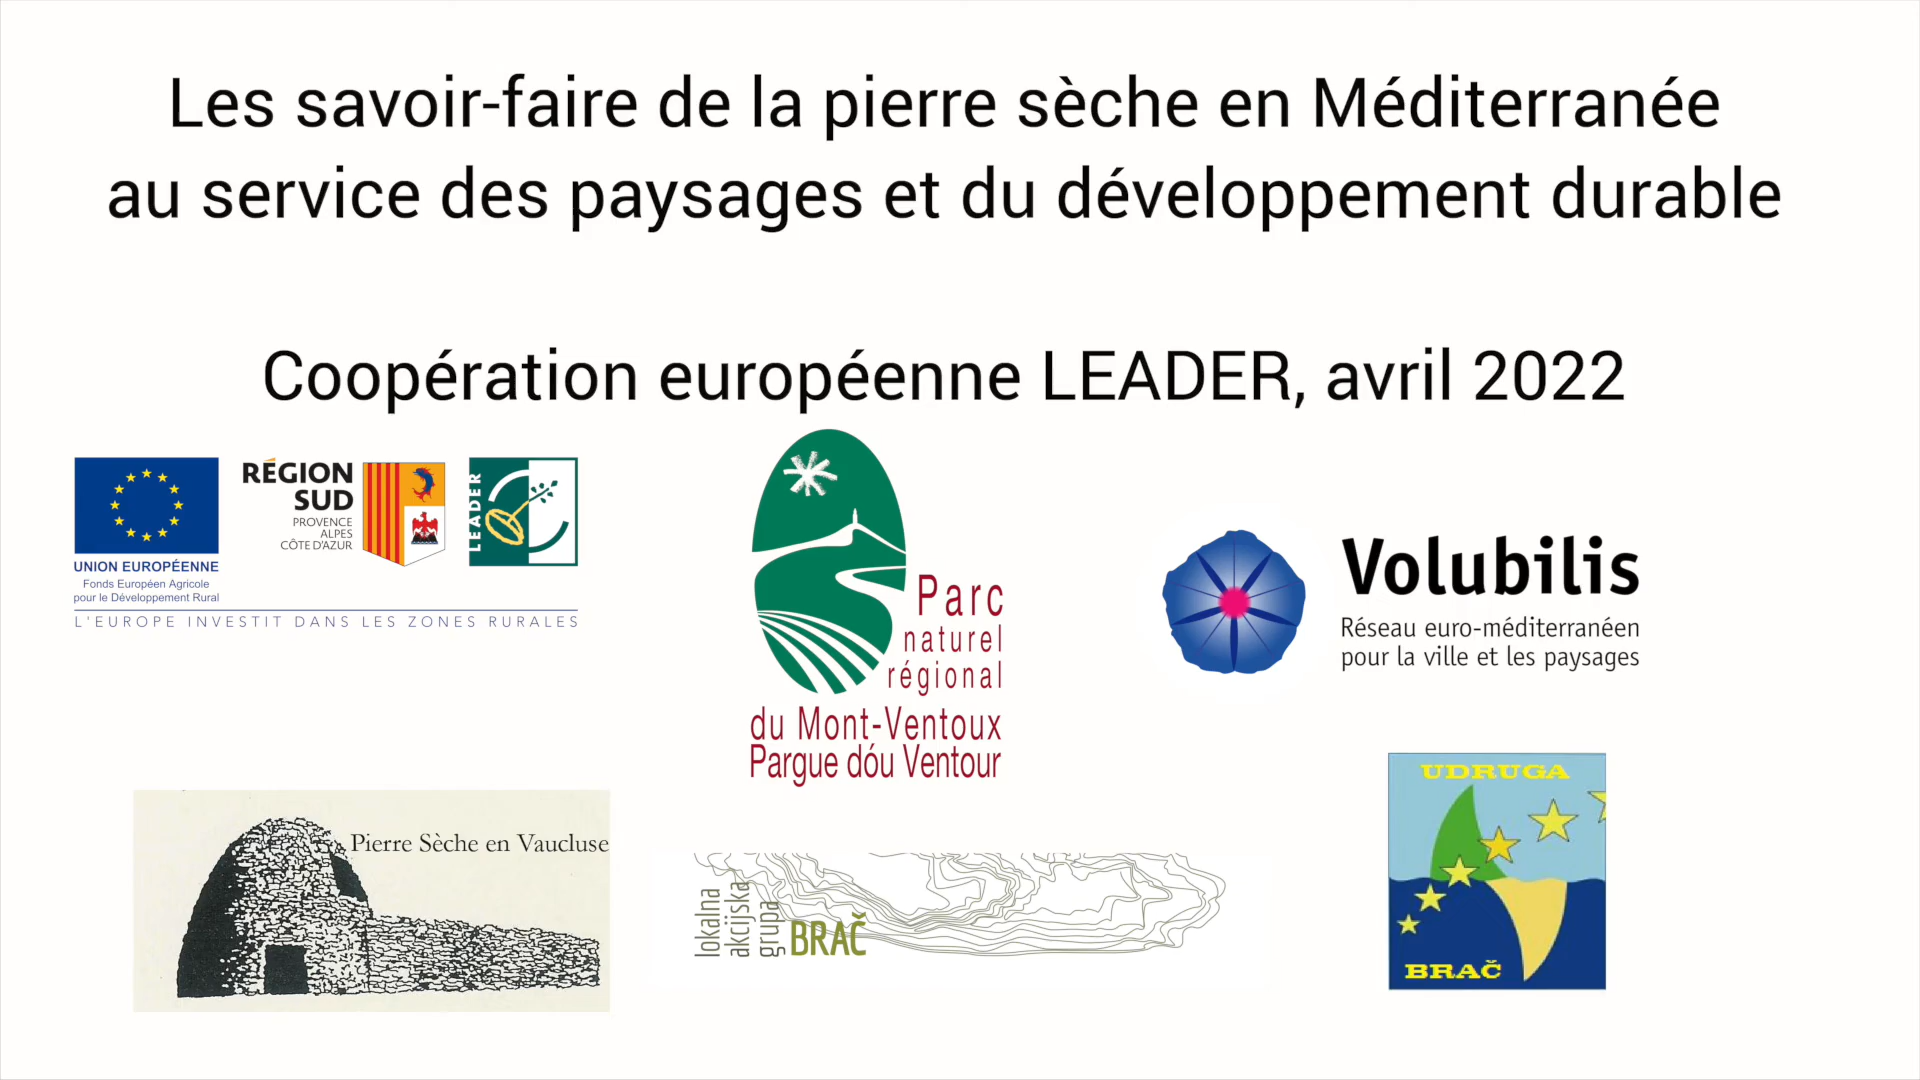 Les savoir-faire de la pierre sèche en Méditerranée
au service des paysages et du développement durable
Coopération européenne LEADER, avril 2022
UNION EUROPÉENNE
Fonds Européen Agricole
pour le Développement Rural
RÉGION
SUD
PROVENCE
ALPES
CÔTE D'AZUR
LEADER
L'EUROPE INVESTIT DANS LES ZONES RURALES
Parc
naturel
régional
du Mont-Ventoux
Pargue dóu Ventour
Volubilis
Réseau euro-méditerranéen
pour la ville et les paysages
Pierre Sèche en Vaucluse
lokalna
akcijska
grupa
BRAČ
UDRUGA
BRAČ